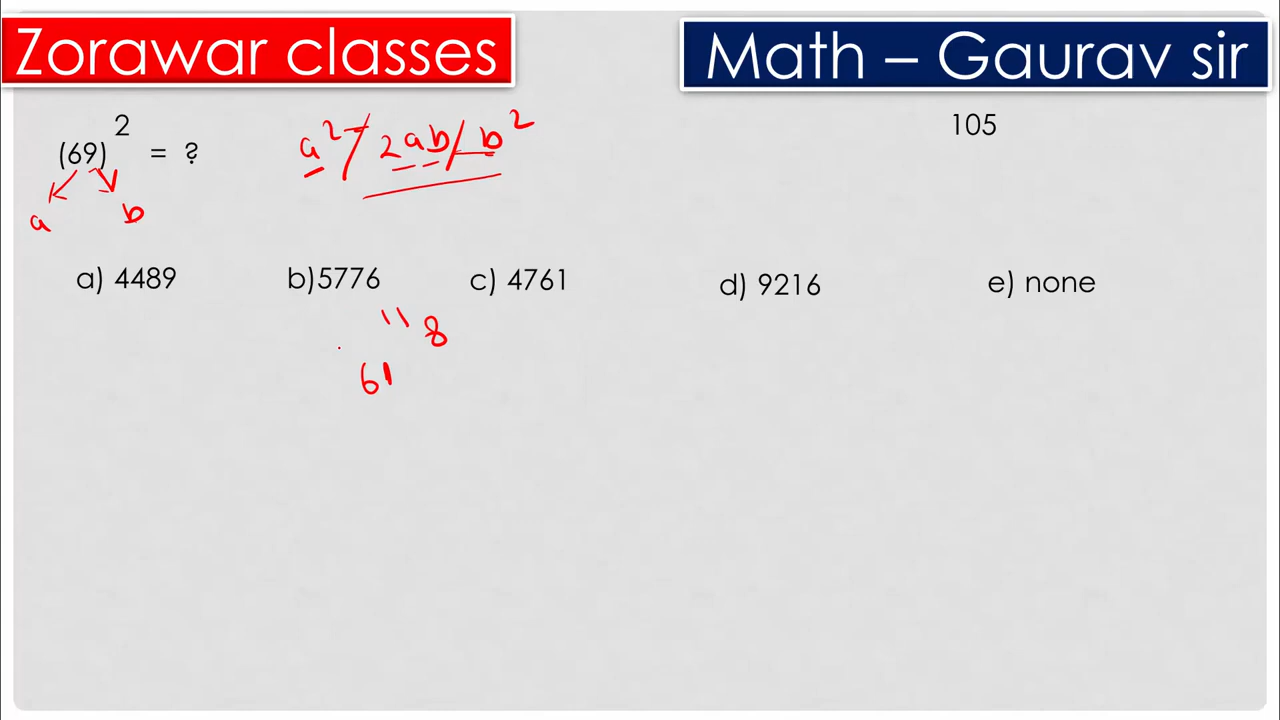 Zorawar classes
Math – Gaurav sir
105
(69)² = ?
a² / 2ab / b²
a b
a) 4489 b)5776 c) 4761 d) 9216 e) none
11 8
61